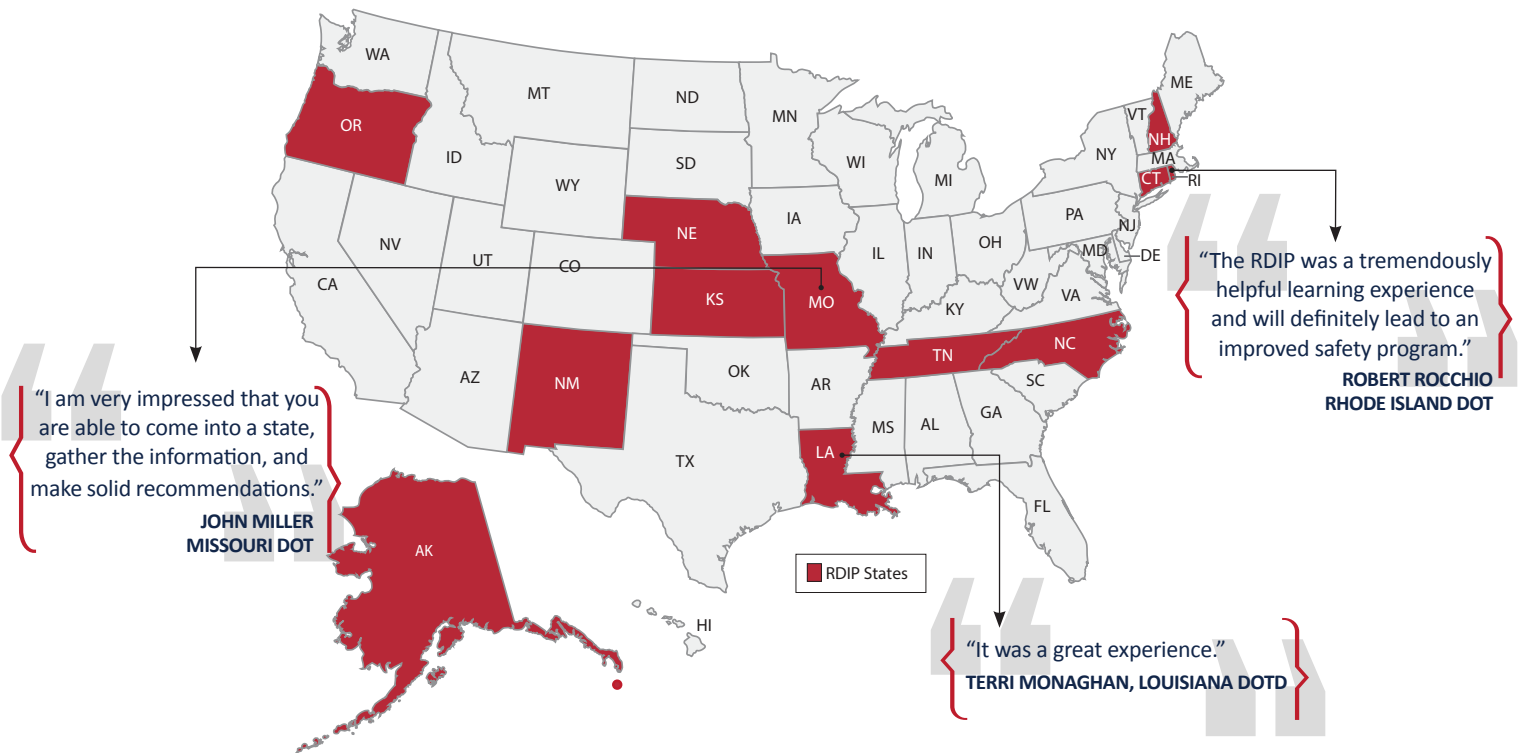 WA
MT
ND
MN
ME
VT
NH
OR
ID
SD
WI
MI
NY
MA
CT
RI
WY
IA
NE
PA
NJ
NV
UT
CO
IL
IN
OH
MD
DE
CA
KS
MO
KY
WV
VA
AZ
NM
OK
AR
TN
NC
SC
MS
AL
GA
TX
LA
FL
AK
HI
RDIP States
“The RDIP was a tremendously
helpful learning experience
and will definitely lead to an
improved safety program.”
ROBERT ROCCHIO
RHODE ISLAND DOT
“I am very impressed that you
are able to come into a state,
gather the information, and
make solid recommendations.”
JOHN MILLER
MISSOURI DOT
“It was a great experience.”
TERRI MONAGHAN, LOUISIANA DOTD